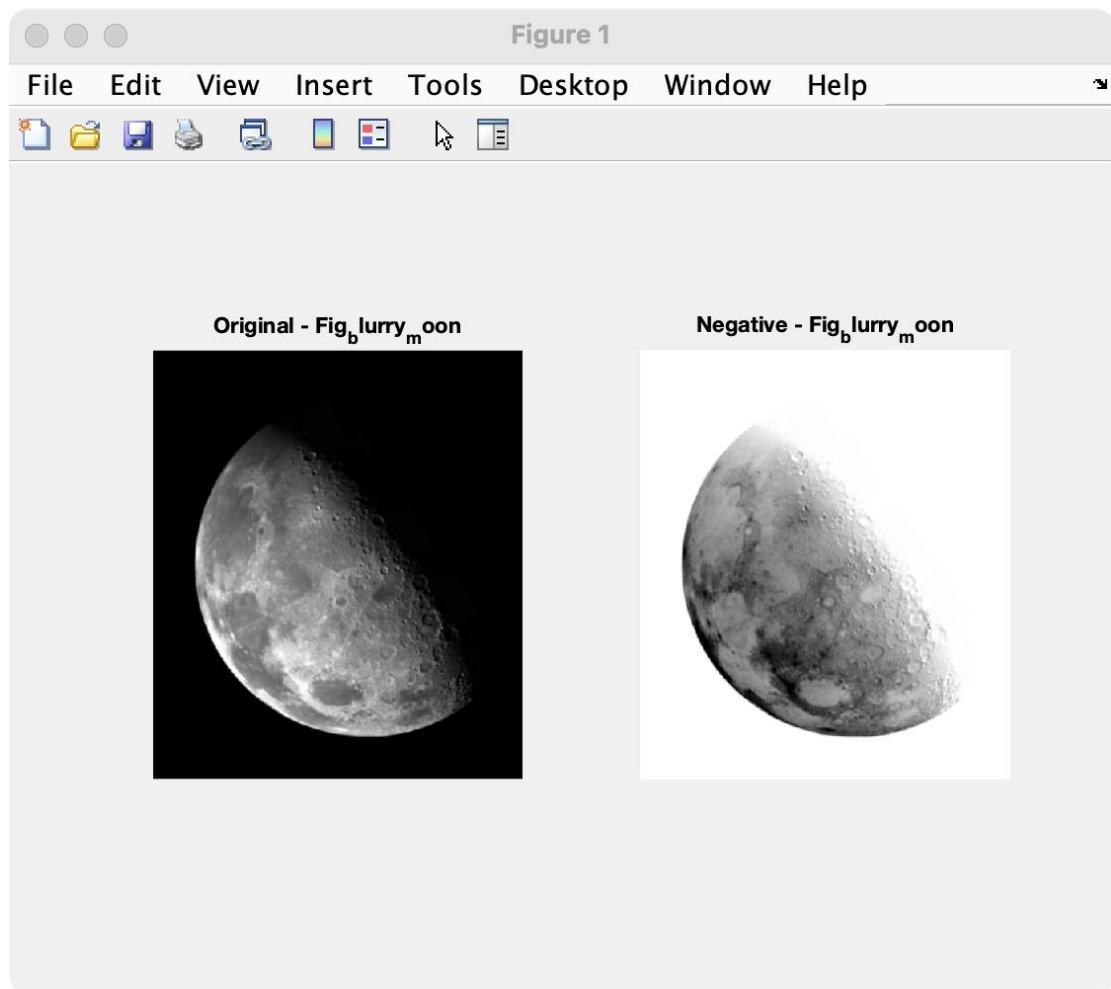 Figure 1
File Edit View Insert Tools Desktop Window Help
Original - Fig_blurry_moon
Negative - Fig_blurry_moon